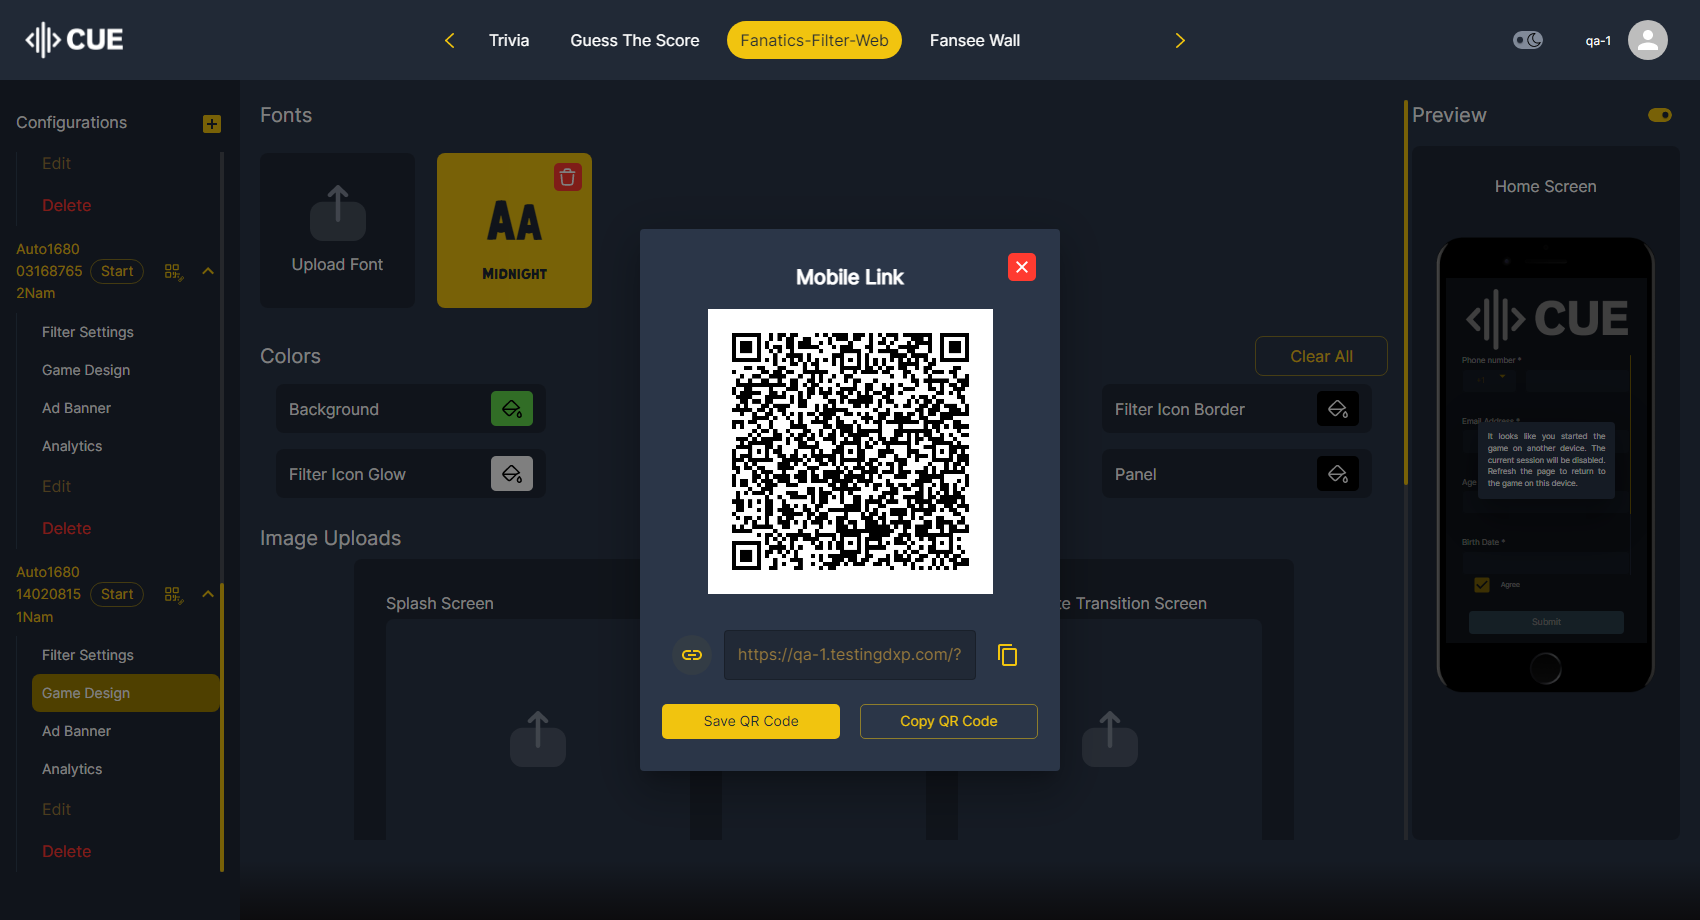 CUE
Trivia
Guess The Score
Fanatics-Filter-Web
Fansee Wall
qa-1
Configurations
Edit
Delete
Auto1680
03168765
2Nam
Start
Filter Settings
Game Design
Ad Banner
Analytics
Edit
Delete
Auto1680
14020815
1Nam
Start
Filter Settings
Game Design
Ad Banner
Analytics
Edit
Delete
Fonts
Upload Font
AA
MIDNIGHT
Colors
Clear All
Background
Filter Icon Border
Filter Icon Glow
Panel
Image Uploads
Splash Screen
Transition Screen
Mobile Link
https://qa-1.testingdxp.com/?
Save QR Code
Copy QR Code
Preview
Home Screen
CUE
Phone number *
+1
Email Address *
It looks like you started the
game on another device. The
current session will be disabled.
Refresh the page to return to
the game on this device.
Age
Birth Date *
Agree
Submit